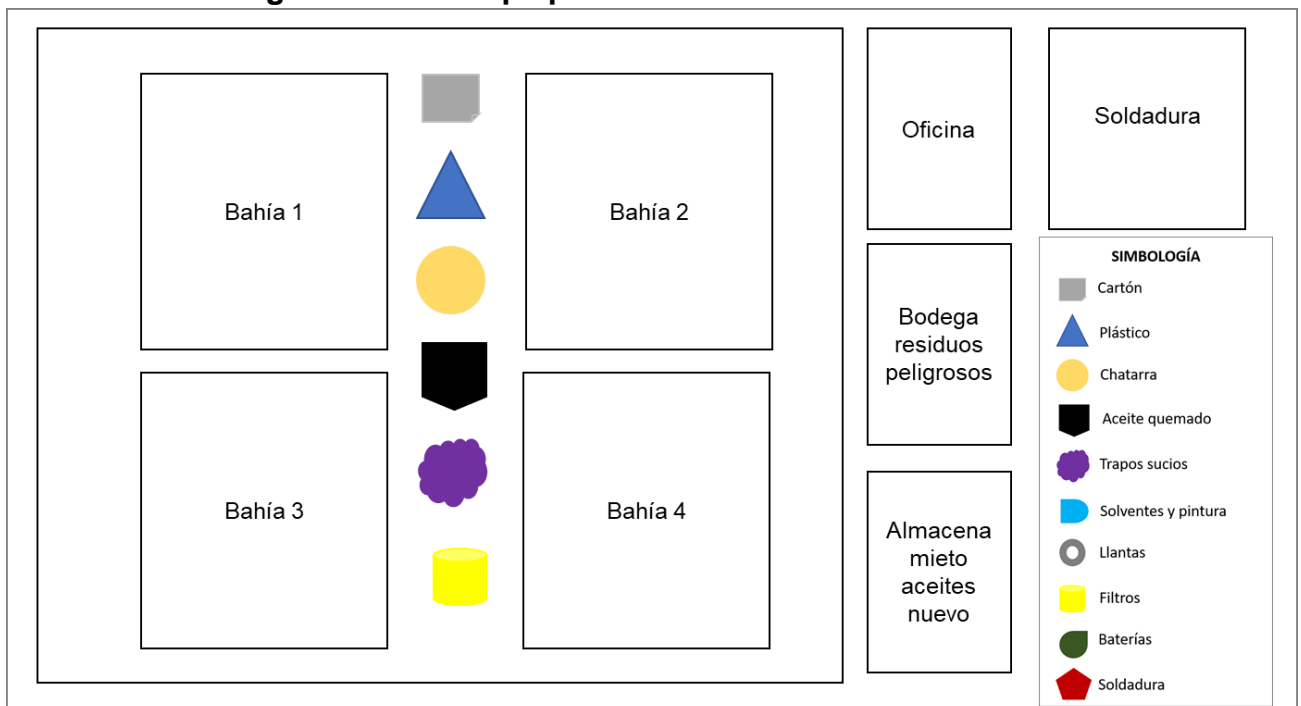 Bahía 1
Bahía 2
Bahía 3
Bahía 4
Oficina
Soldadura
Bodega
residuos
peligrosos
Almacena
mieto
aceites
nuevo
SIMBOLOGÍA
Cartón
Plástico
Chatarra
Aceite quemado
Trapos sucios
Solventes y pintura
Llantas
Filtros
Baterías
Soldadura